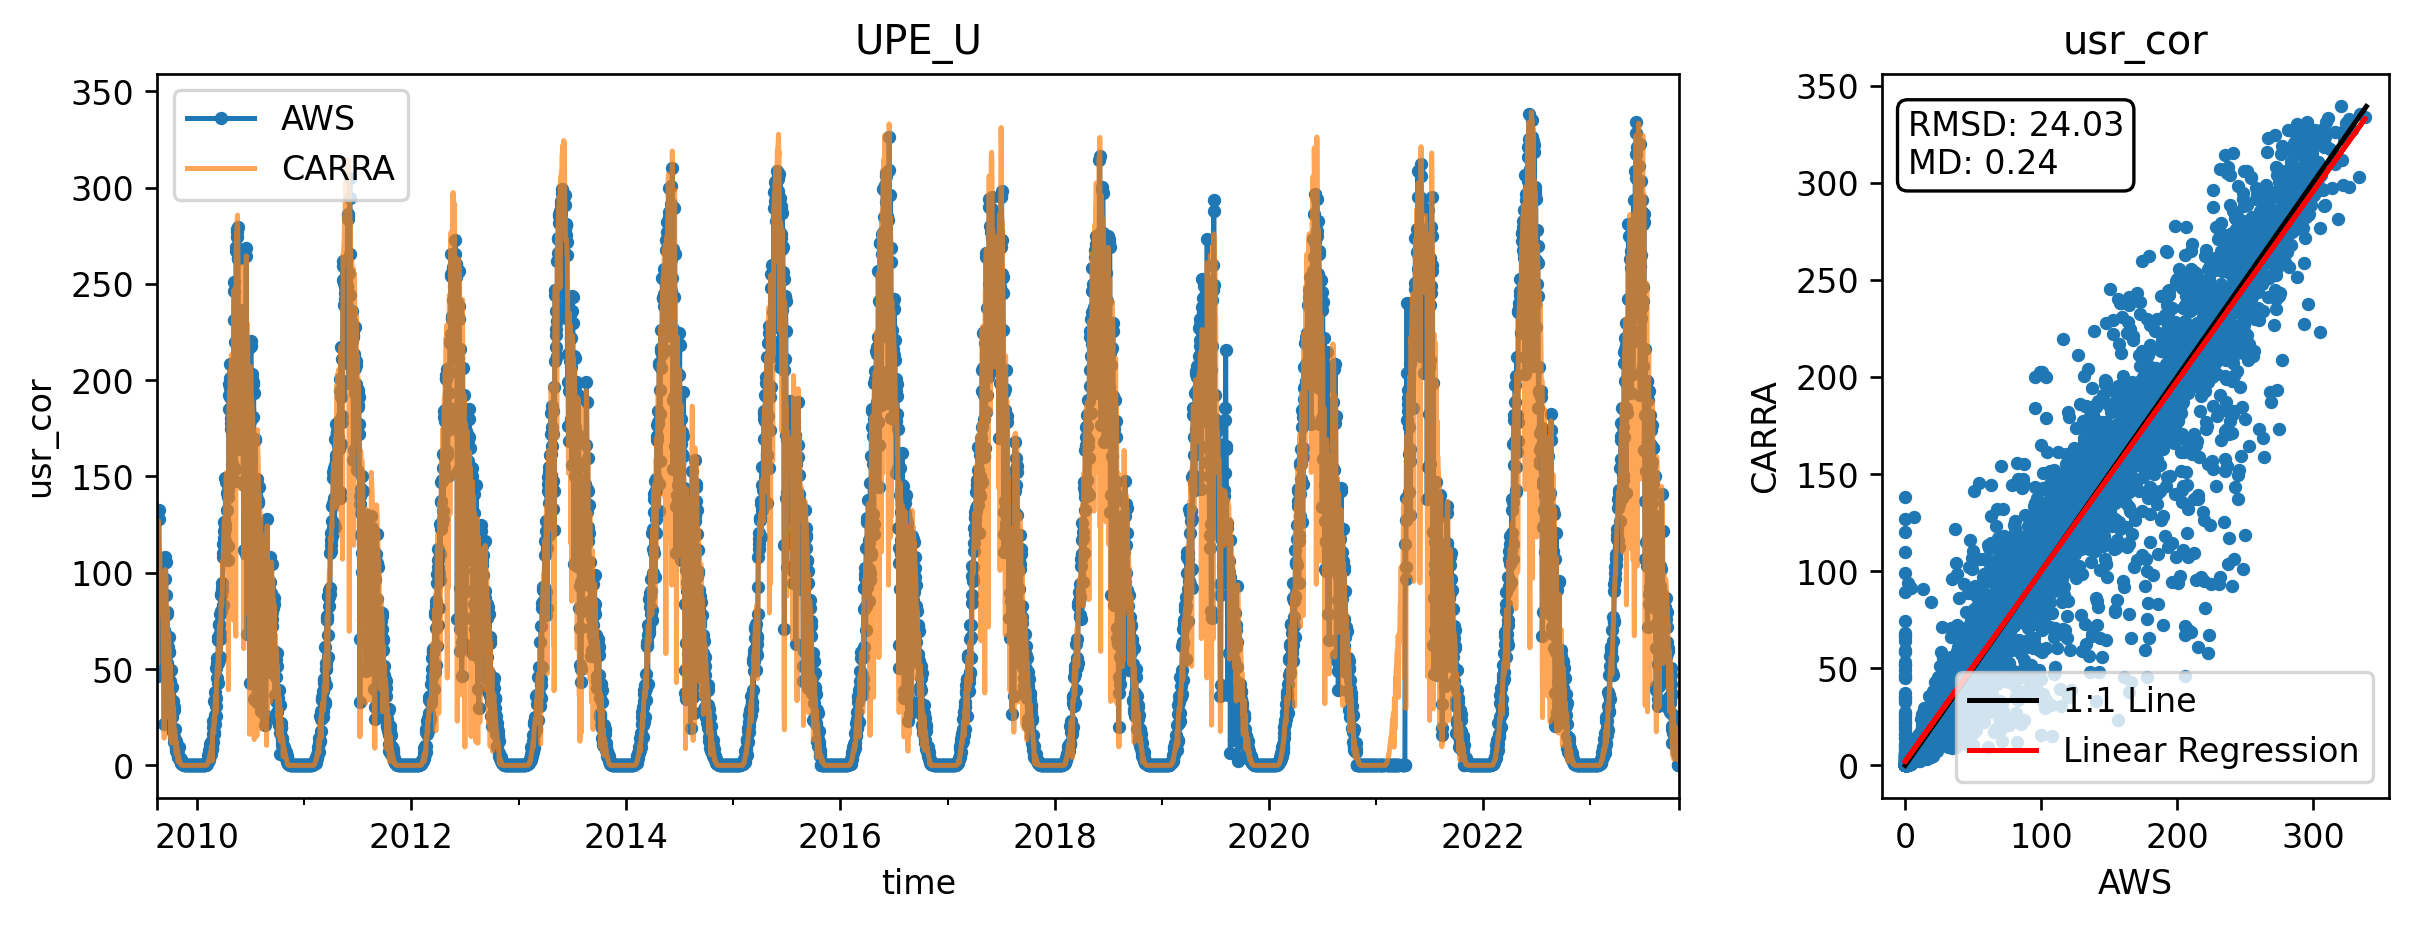 UPE_U
AWS
CARRA
usr_cor
350
300
250
200
150
100
50
0
2010 2012 2014 2016 2018 2020 2022
time
usr_cor
RMSD: 24.03
MD: 0.24
CARRA
350
300
250
200
150
100
50
0
1:1 Line
Linear Regression
0 100 200 300
AWS